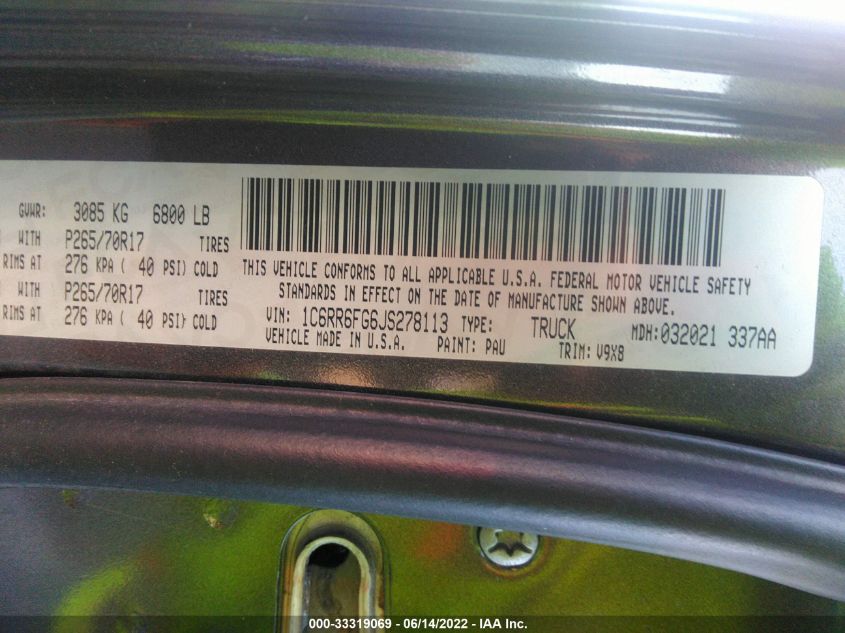 GVWR: 3085 KG 6800 LB
WITH P265/70R17 TIRES
RIMS AT 276 KPA ( 40 PSI) COLD
WITH P265/70R17 TIRES
RIMS AT 276 KPA ( 40 PSI) COLD
THIS VEHICLE CONFORMS TO ALL APPLICABLE U.S.A. FEDERAL MOTOR VEHICLE SAFETY
STANDARDS IN EFFECT ON THE DATE OF MANUFACTURE SHOWN ABOVE.
VIN: 1C6RR6FG6JS278113 TYPE: TRUCK MDH:032021 337AA
VEHICLE MADE IN U.S.A. PAINT: PAU TRIM: V9X8
000-33319069 - 06/14/2022 - IAA Inc.